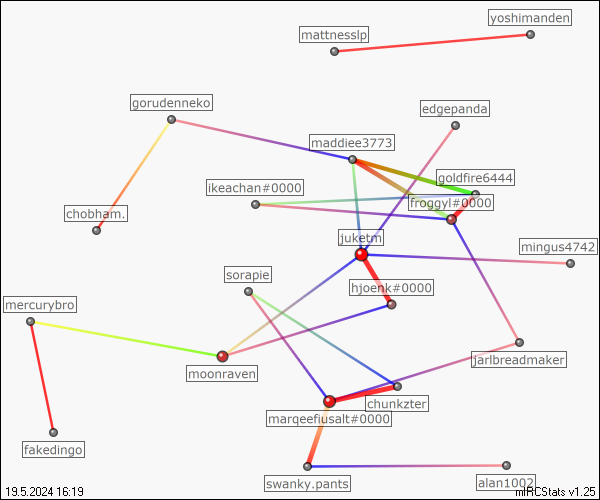 yoshimanden
mattnesslp
gorudenneko
edgepanda
maddiee3773
goldfire6444
ikeachan#0000
froggyl#0000
chobham.
juketm
mingus4742
sorapie
hjoenk#0000
mercurybro
jarlbreadmaker
moonraven
chunkzter
marqeefiusalt#0000
fakedingo
swanky.pants
alan1002
19.5.2024 16:19
mIRCStats v1.25